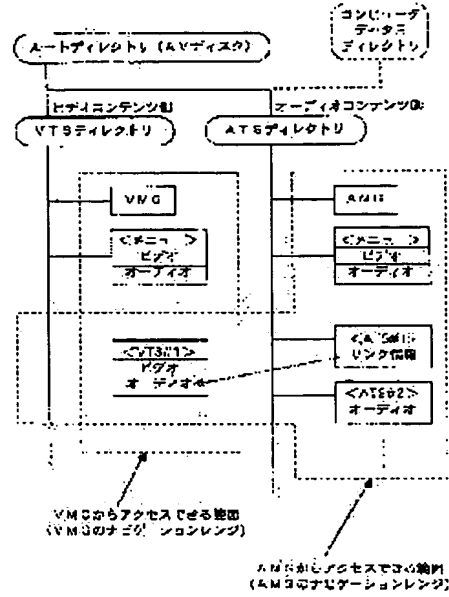 コンピュータ
データ用
ディレクトリ
ルートディレクトリ (AVディスク)
ビデオコンテンツ側
オーディオコンテンツ側
VTSディレクトリ
ATSディレクトリ
VMG
AMG
<メニュー>
ビデオ
オーディオ
<メニュー>
ビデオ
オーディオ
<VTS#1>
ビデオ
オーディオ
<ATS#1>
リンク情報
<ATS#2>
オーディオ
VMGからアクセスできる範囲
(VMGのナビゲーションレンジ)
AMGからアクセスできる範囲
(AMGのナビゲーションレンジ)